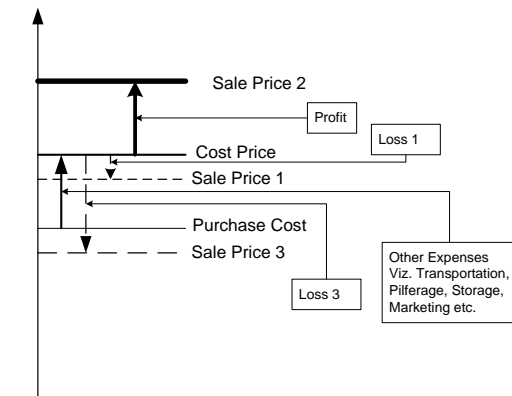 Sale Price 2
Profit
Loss 1
Cost Price
Sale Price 1
Purchase Cost
Sale Price 3
Other Expenses
Viz. Transportation,
Pilferage, Storage,
Marketing etc.
Loss 3